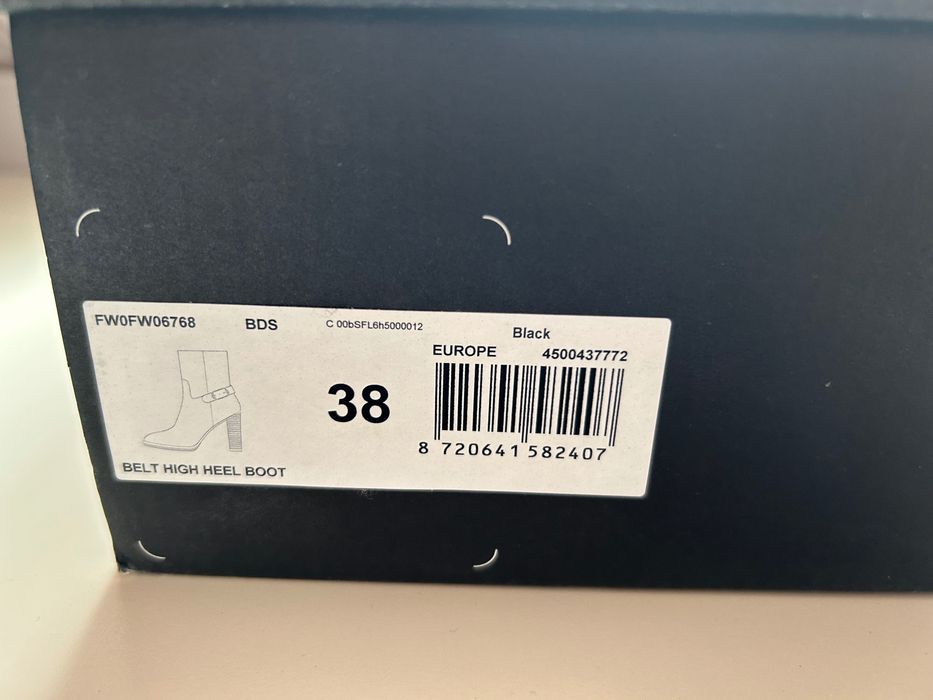 FW0FW06768 BDS C 00bSFL6h5000012 Black
EUROPE 4500437772
38
8 720641 582407
BELT HIGH HEEL BOOT